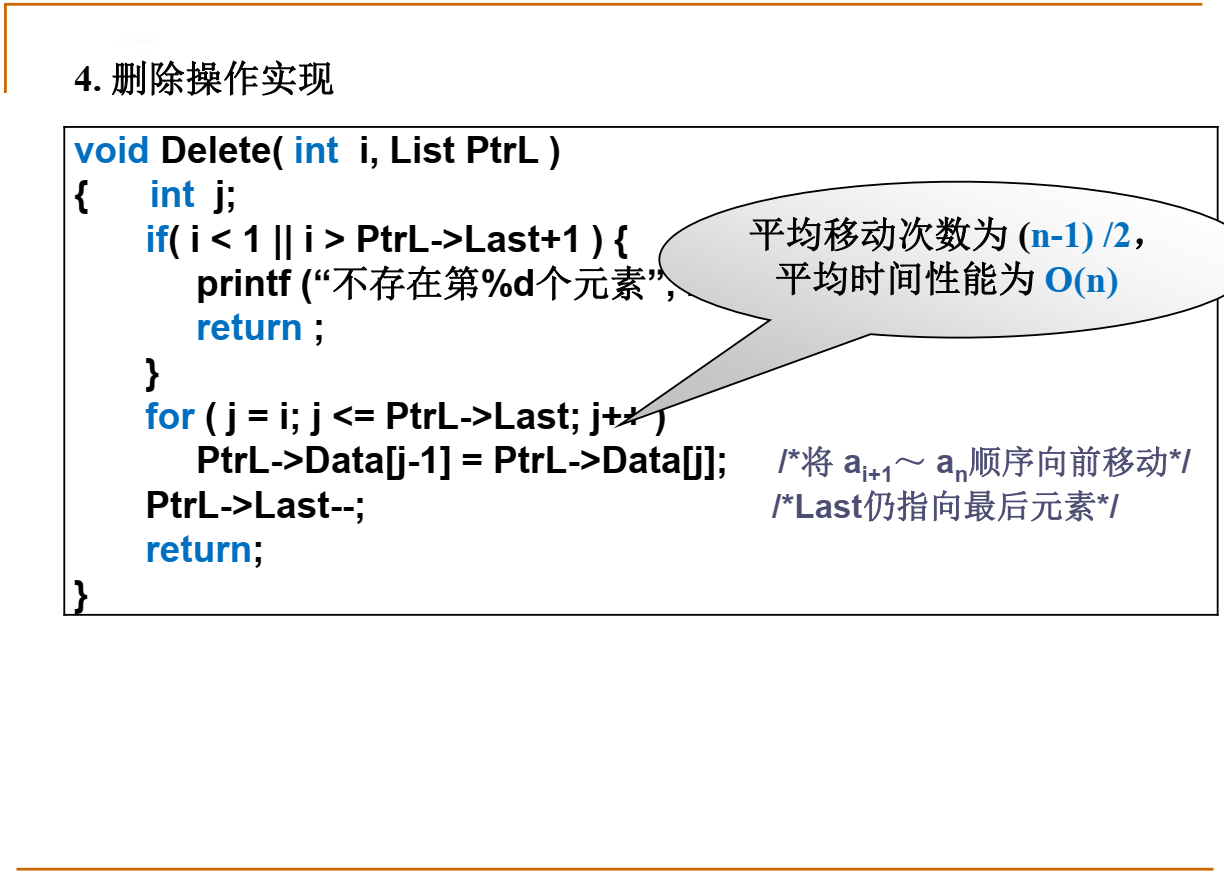 4. 删除操作实现
void Delete( int i, List PtrL )
{ int j;
if( i < 1 || i > PtrL->Last+1 ) {
printf (“不存在第%d个元素”,
return ;
}
for ( j = i; j <= PtrL->Last; j++ )
PtrL->Data[j-1] = PtrL->Data[j]; /*将 ai+1～ an顺序向前移动*/
PtrL->Last--; /*Last仍指向最后元素*/
return;
}
平均移动次数为 (n-1) /2，
平均时间性能为 O(n)